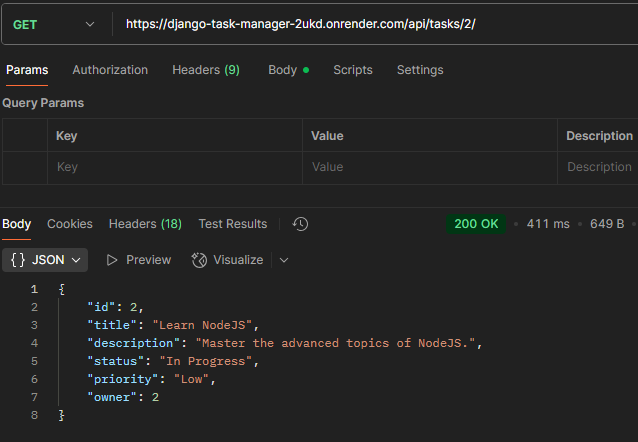 GET https://django-task-manager-2ukd.onrender.com/api/tasks/2/
Params Authorization Headers (9) Body Scripts Settings
Query Params
Key Value Description
Key Value Description
Body Cookies Headers (18) Test Results 200 OK 411 ms 649 B
{} JSON Preview Visualize
1 {
2 "id": 2,
3 "title": "Learn NodeJS",
4 "description": "Master the advanced topics of NodeJS.",
5 "status": "In Progress",
6 "priority": "Low",
7 "owner": 2
8 }